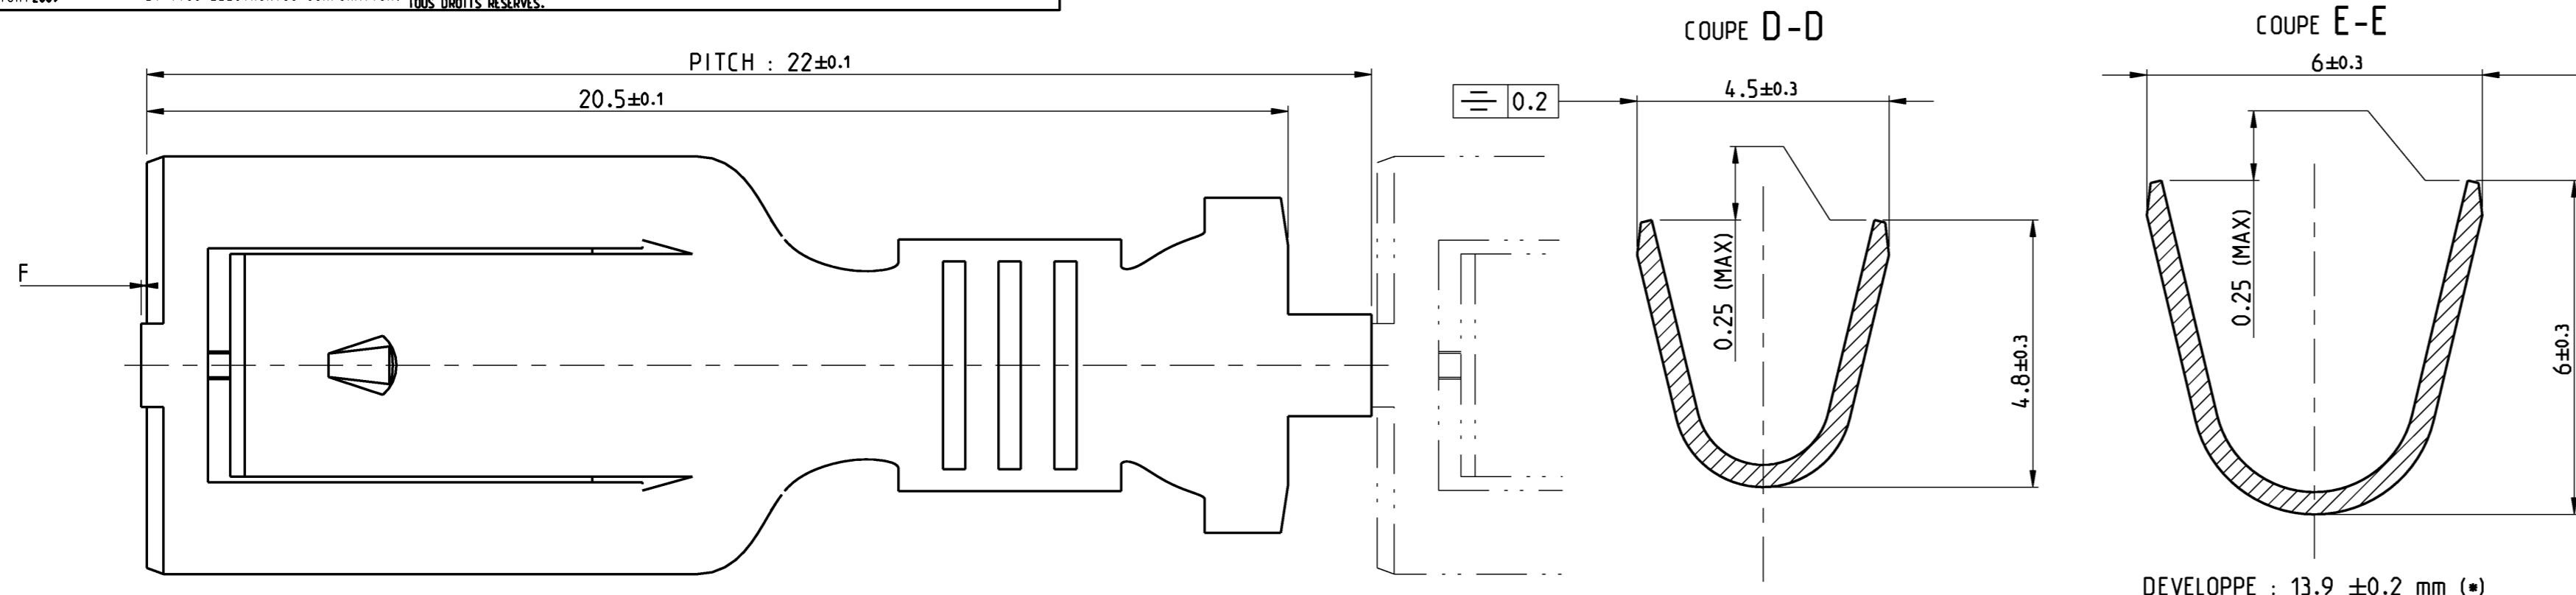 TOUS DROITS RESERVES.
PITCH : 22±0.1
20.5±0.1
F
COUPE D-D
⌯ 0.2
4.5±0.3
0.25 (MAX)
4.8±0.3
COUPE E-E
6±0.3
0.25 (MAX)
6±0.3
DEVELOPPE : 13.9 ±0.2 mm (*)